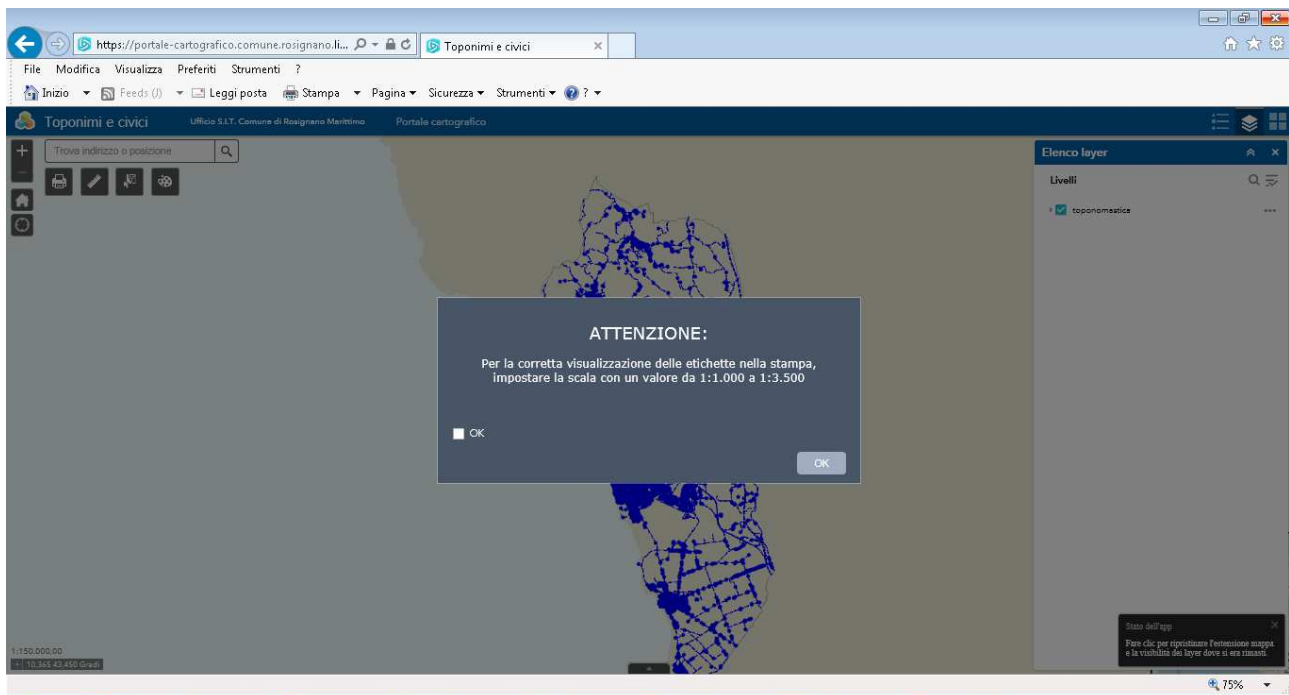 https://portale-cartografico.comune.rosignano.li...
Toponimi e civici
File Modifica Visualizza Preferiti Strumenti ?
Inizio Feeds (J) Leggi posta Stampa Pagina Sicurezza Strumenti ?
Toponimi e civici Ufficio S.I.T. Comune di Rosignano Marittimo Portale cartografico
Trova indirizzo o posizione
Elenco layer
Livelli
toponomastica
ATTENZIONE:
Per la corretta visualizzazione delle etichette nella stampa,
impostare la scala con un valore da 1:1.000 a 1:3.500
OK
OK
Stato dell'app
Fare clic per ripristinare l'estensione mappa
e la visibilità dei layer dove si era rimasti.
1:150.000,00
10,365 43,450 Gradi
75%